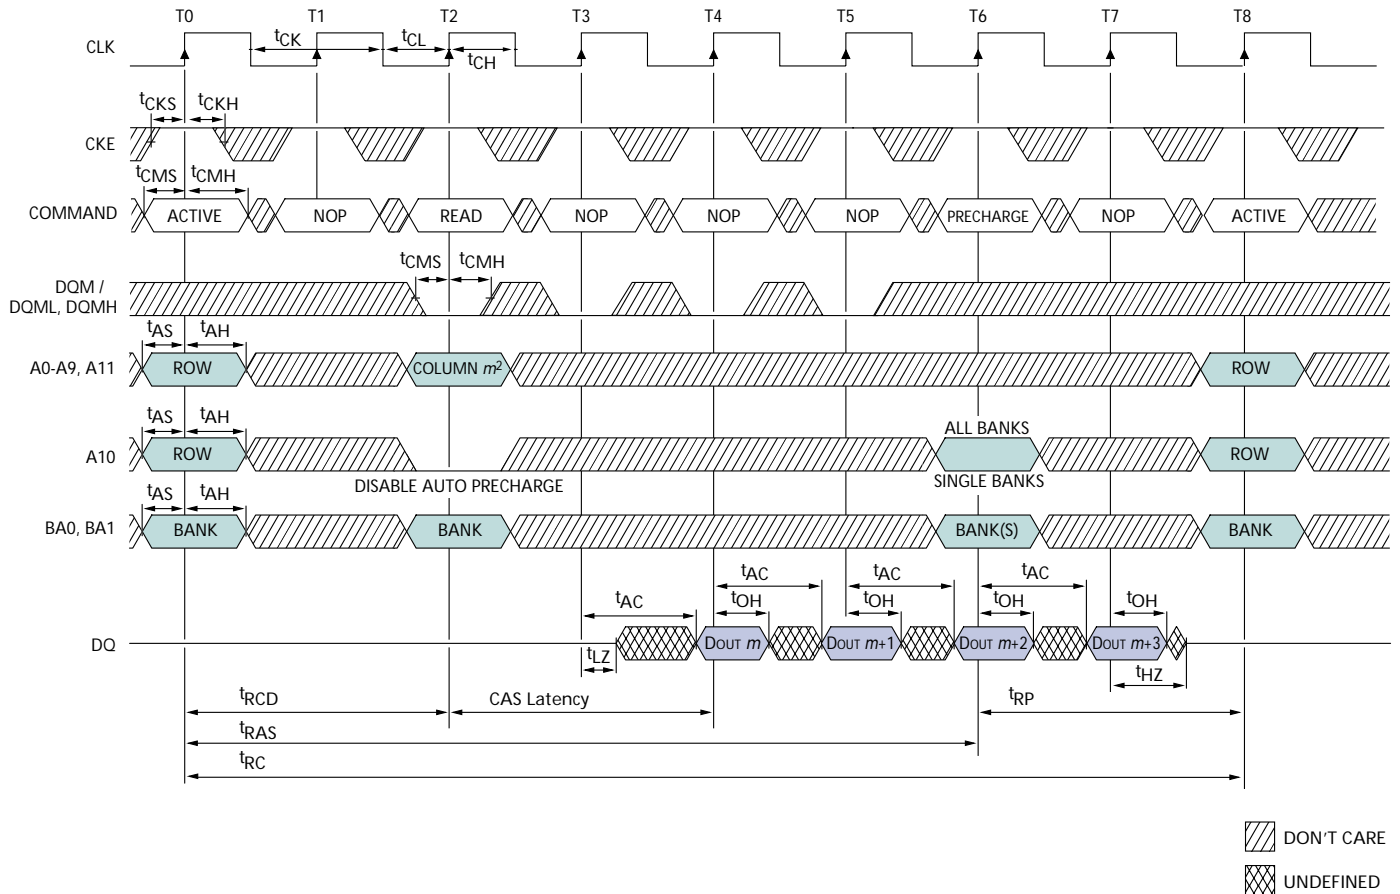 T0 T1 T2 T3 T4 T5 T6 T7 T8
CLK
tCK tCL
tCH
tCKS tCKH
CKE
tCMS tCMH
COMMAND ACTIVE NOP READ NOP NOP NOP PRECHARGE NOP ACTIVE
tCMS tCMH
DQM /
DQML, DQMH
tAS tAH
A0-A9, A11 ROW COLUMN m2 ROW
tAS tAH ALL BANKS
A10 ROW ROW
DISABLE AUTO PRECHARGE SINGLE BANKS
tAS tAH
BA0, BA1 BANK BANK BANK(S) BANK
tAC tAC tAC
tAC tOH tOH tOH tOH
DQ DOUT m DOUT m+1 DOUT m+2 DOUT m+3
tLZ tHZ
tRCD CAS Latency tRP
tRAS
tRC
DON'T CARE
UNDEFINED